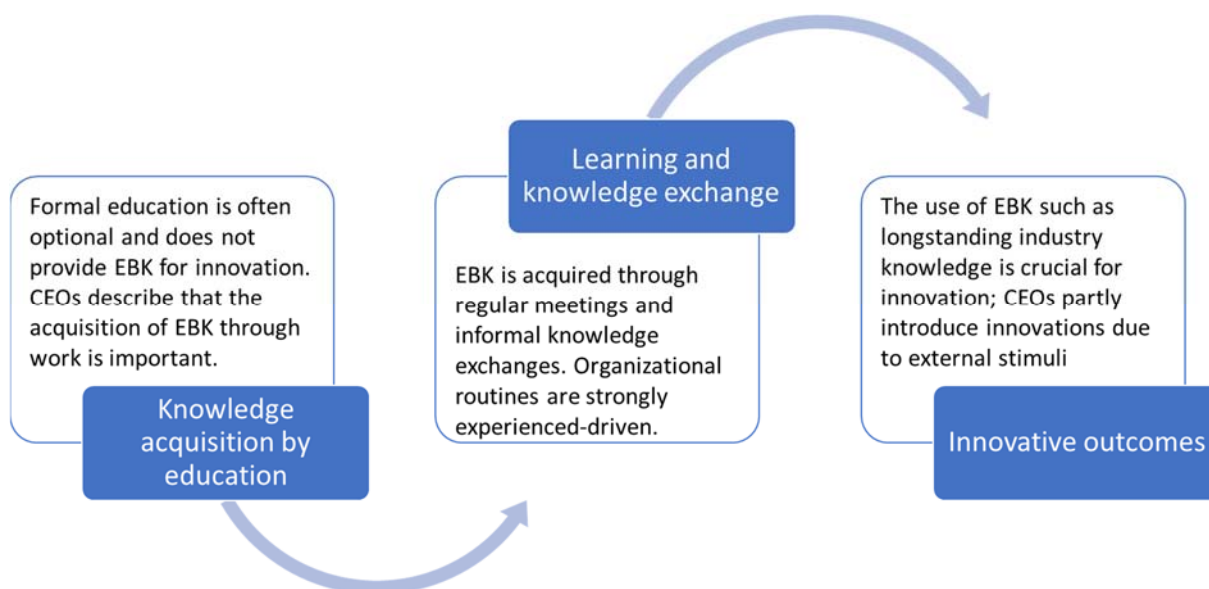 Formal education is often
optional and does not
provide EBK for innovation.
CEOs describe that the
acquisition of EBK through
work is important.
Knowledge
acquisition by
education
Learning and
knowledge exchange
EBK is acquired through
regular meetings and
informal knowledge
exchanges. Organizational
routines are strongly
experienced-driven.
The use of EBK such as
longstanding industry
knowledge is crucial for
innovation; CEOs partly
introduce innovations due
to external stimuli
Innovative outcomes